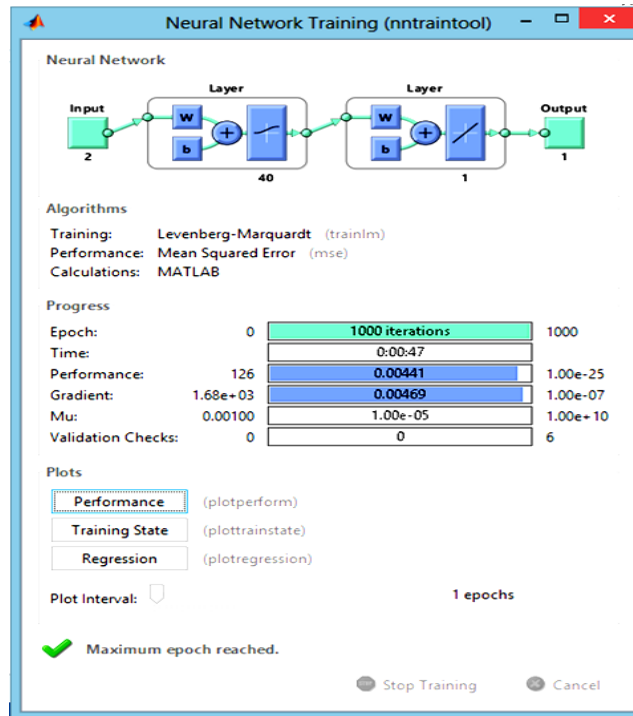 Neural Network Training (nntraintool)
Neural Network
Layer Layer
Input Output
W W
b b
2 1
40 1
Algorithms
Training: Levenberg-Marquardt (trainlm)
Performance: Mean Squared Error (mse)
Calculations: MATLAB
Progress
Epoch: 0 1000 iterations 1000
Time: 0:00:47
Performance: 126 0.00441 1.00e-25
Gradient: 1.68e+03 0.00469 1.00e-07
Mu: 0.00100 1.00e-05 1.00e+10
Validation Checks: 0 0 6
Plots
Performance (plotperform)
Training State (plottrainstate)
Regression (plotregression)
Plot Interval: 1 epochs
Maximum epoch reached.
Stop Training Cancel